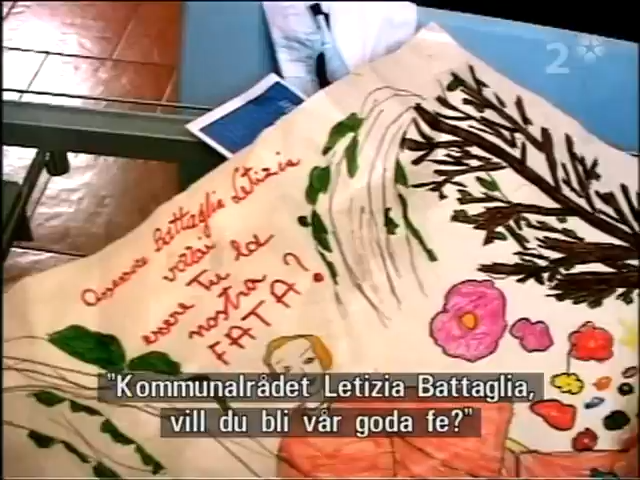 2
Assessore Battaglia Letizia
vorrai
essere Tu la
nostra
FATA?
"Kommunalrådet Letizia Battaglia,
vill du bli vår goda fe?"